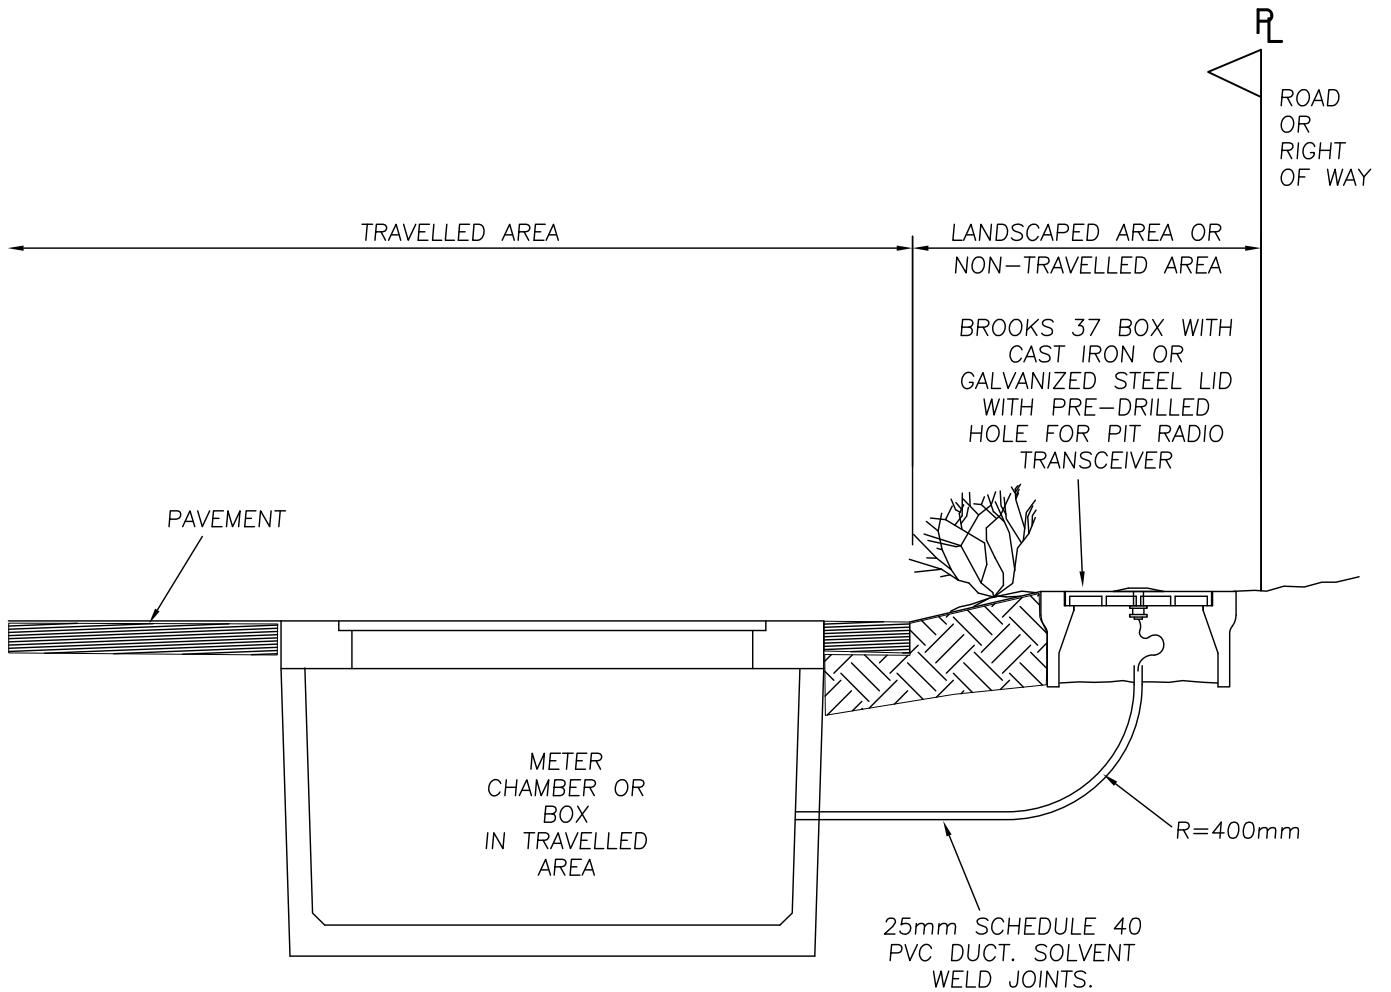 PL
ROAD
OR
RIGHT
OF WAY
TRAVELLED AREA
LANDSCAPED AREA OR
NON-TRAVELLED AREA
BROOKS 37 BOX WITH
CAST IRON OR
GALVANIZED STEEL LID
WITH PRE-DRILLED
HOLE FOR PIT RADIO
TRANSCEIVER
PAVEMENT
METER
CHAMBER OR
BOX
IN TRAVELLED
AREA
R=400mm
25mm SCHEDULE 40
PVC DUCT. SOLVENT
WELD JOINTS.